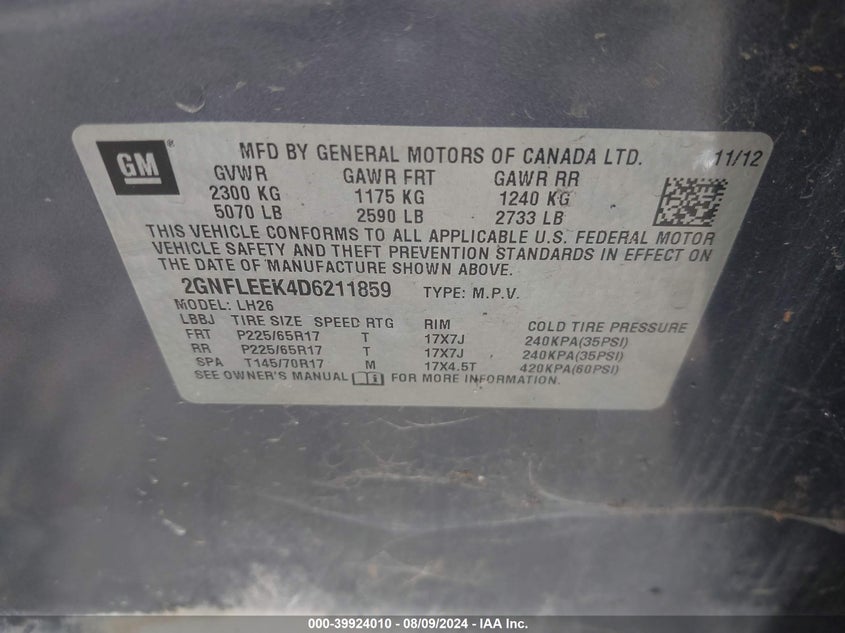 GM
MFD BY GENERAL MOTORS OF CANADA LTD. 11/12
GVWR GAWR FRT GAWR RR
2300 KG 1175 KG 1240 KG
5070 LB 2590 LB 2733 LB
THIS VEHICLE CONFORMS TO ALL APPLICABLE U.S. FEDERAL MOTOR
VEHICLE SAFETY AND THEFT PREVENTION STANDARDS IN EFFECT ON
THE DATE OF MANUFACTURE SHOWN ABOVE.
2GNFLEEK4D6211859 TYPE: M.P.V.
MODEL: LH26
LBBJ TIRE SIZE SPEED RTG RIM COLD TIRE PRESSURE
FRT P225/65R17 T 17X7J 240KPA(35PSI)
RR P225/65R17 T 17X7J 240KPA(35PSI)
SPA T145/70R17 M 17X4.5T 420KPA(60PSI)
SEE OWNER'S MANUAL FOR MORE INFORMATION.
000-39924010 - 08/09/2024 - IAA Inc.